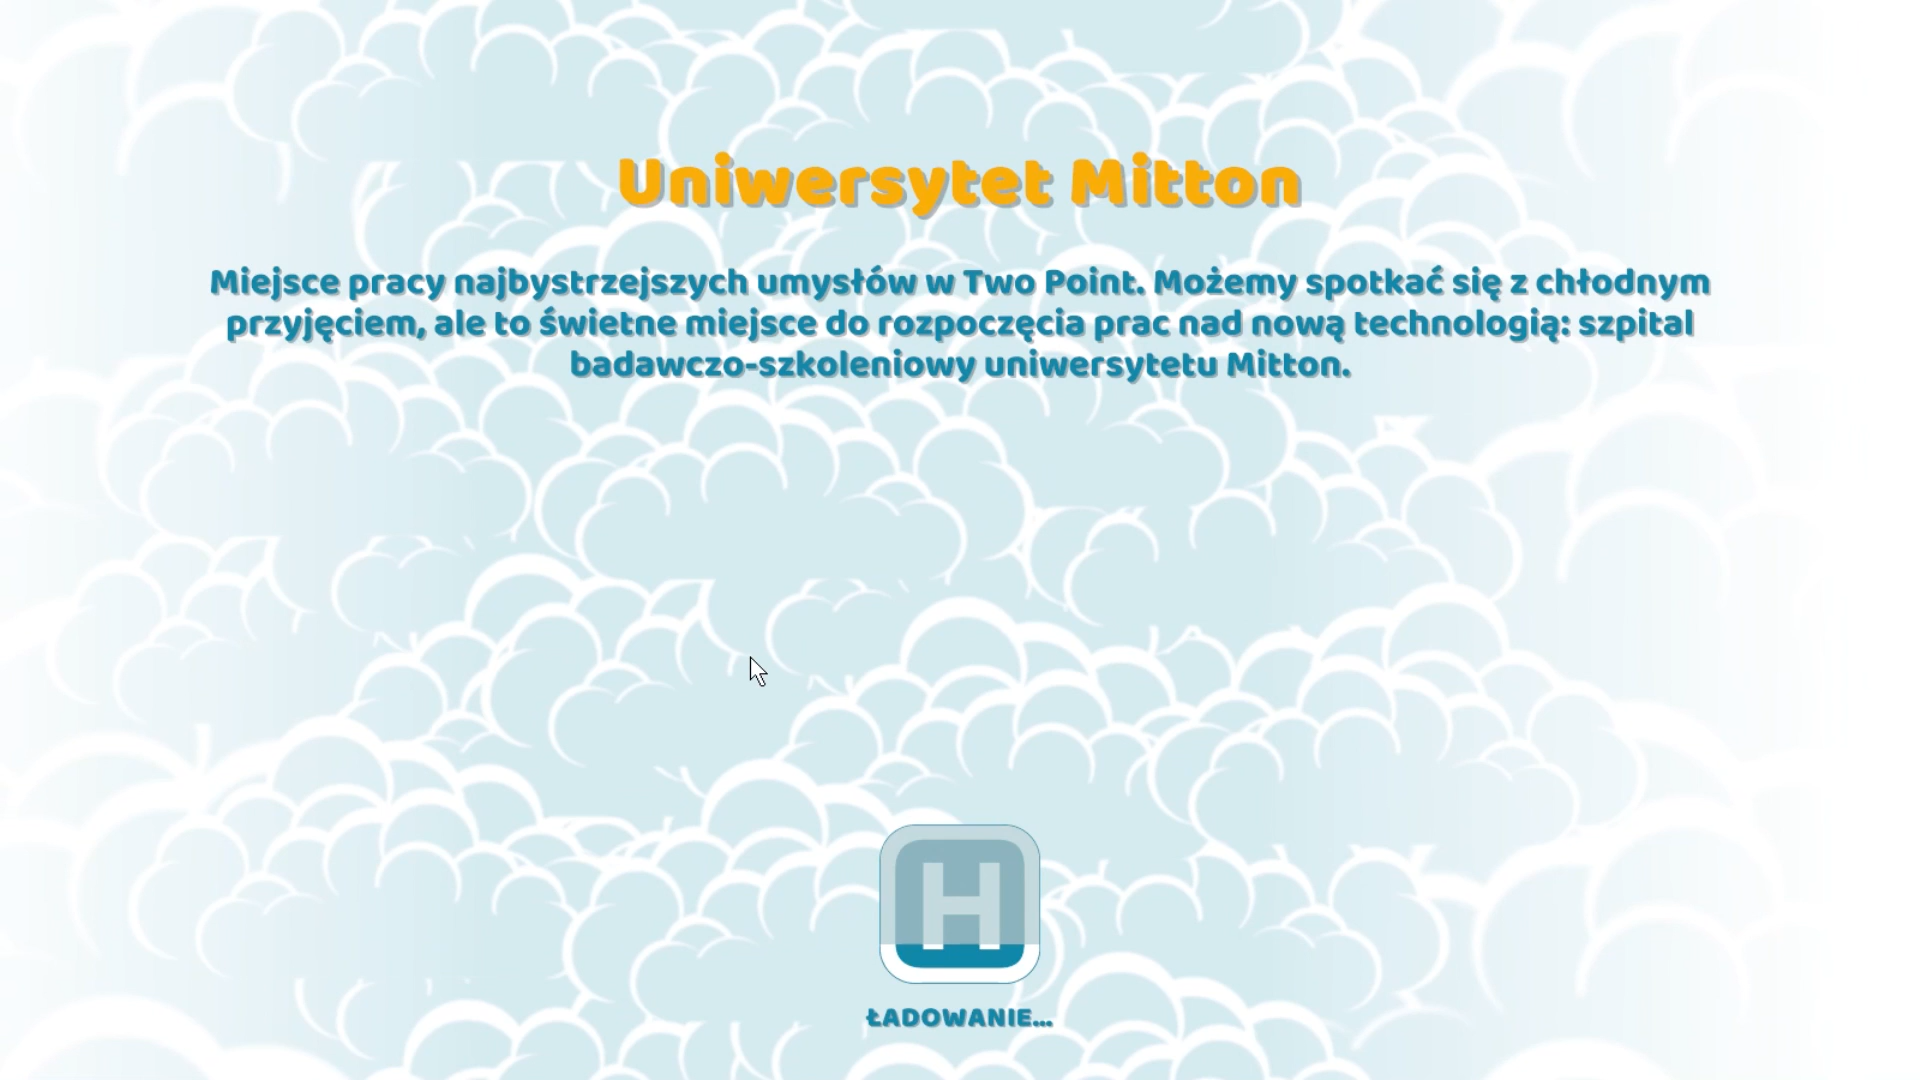 Uniwersytet Mitton
Miejsce pracy najbystrzejszych umysłów w Two Point. Możemy spotkać się z chłodnym
przyjęciem, ale to świetne miejsce do rozpoczęcia prac nad nową technologią: szpital
badawczo-szkoleniowy uniwersytetu Mitton.
H
ŁADOWANIE...